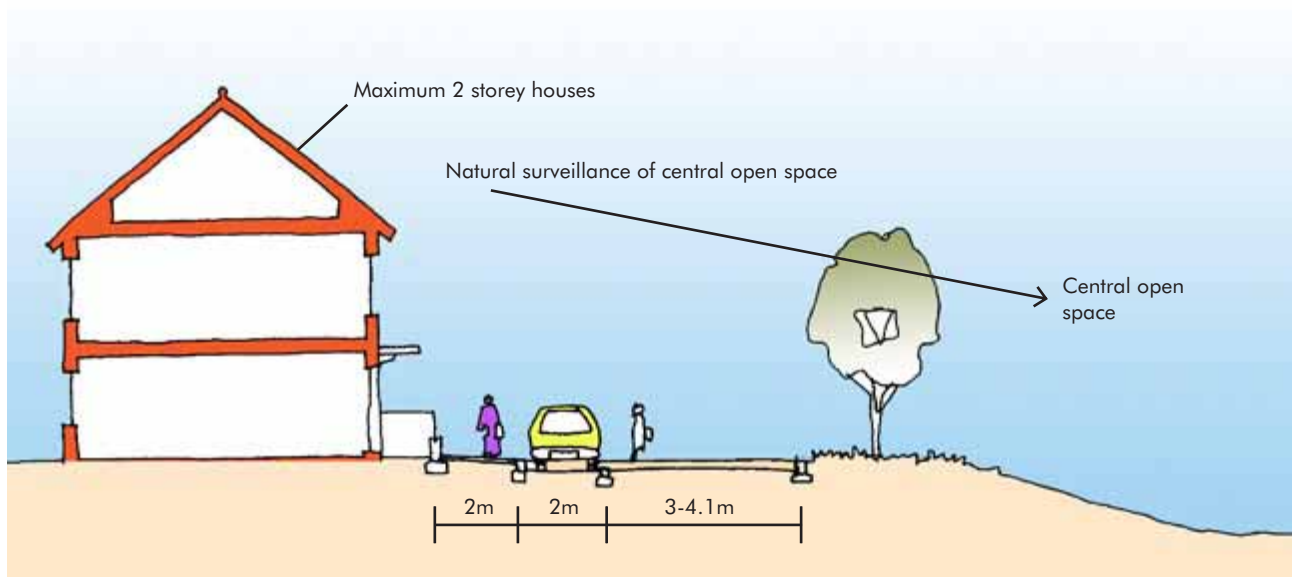 Maximum 2 storey houses
Natural surveillance of central open space
Central open
space
2m
2m
3-4.1m